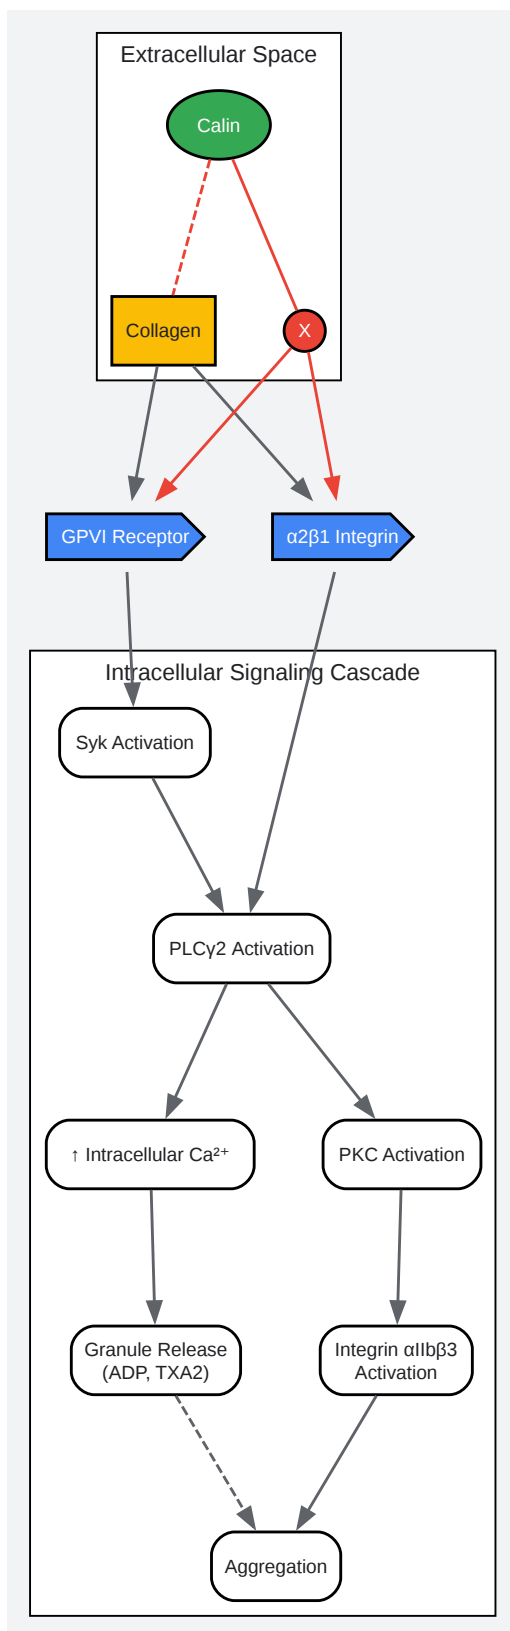 Extracellular Space
Calin
Collagen
X
GPVI Receptor
α2β1 Integrin
Intracellular Signaling Cascade
Syk Activation
PLCγ2 Activation
↑ Intracellular Ca²⁺
PKC Activation
Granule Release
(ADP, TXA2)
Integrin αIIbβ3
Activation
Aggregation